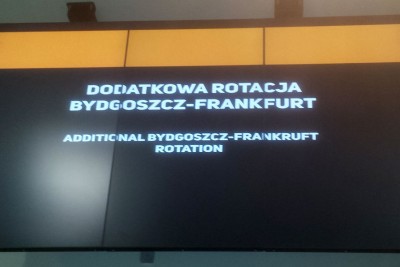 DODATKOWA ROTACJA
BYDGOSZCZ-FRANKFURT
ADDITIONAL BYDGOSZCZ-FRANKRUFT
ROTATION